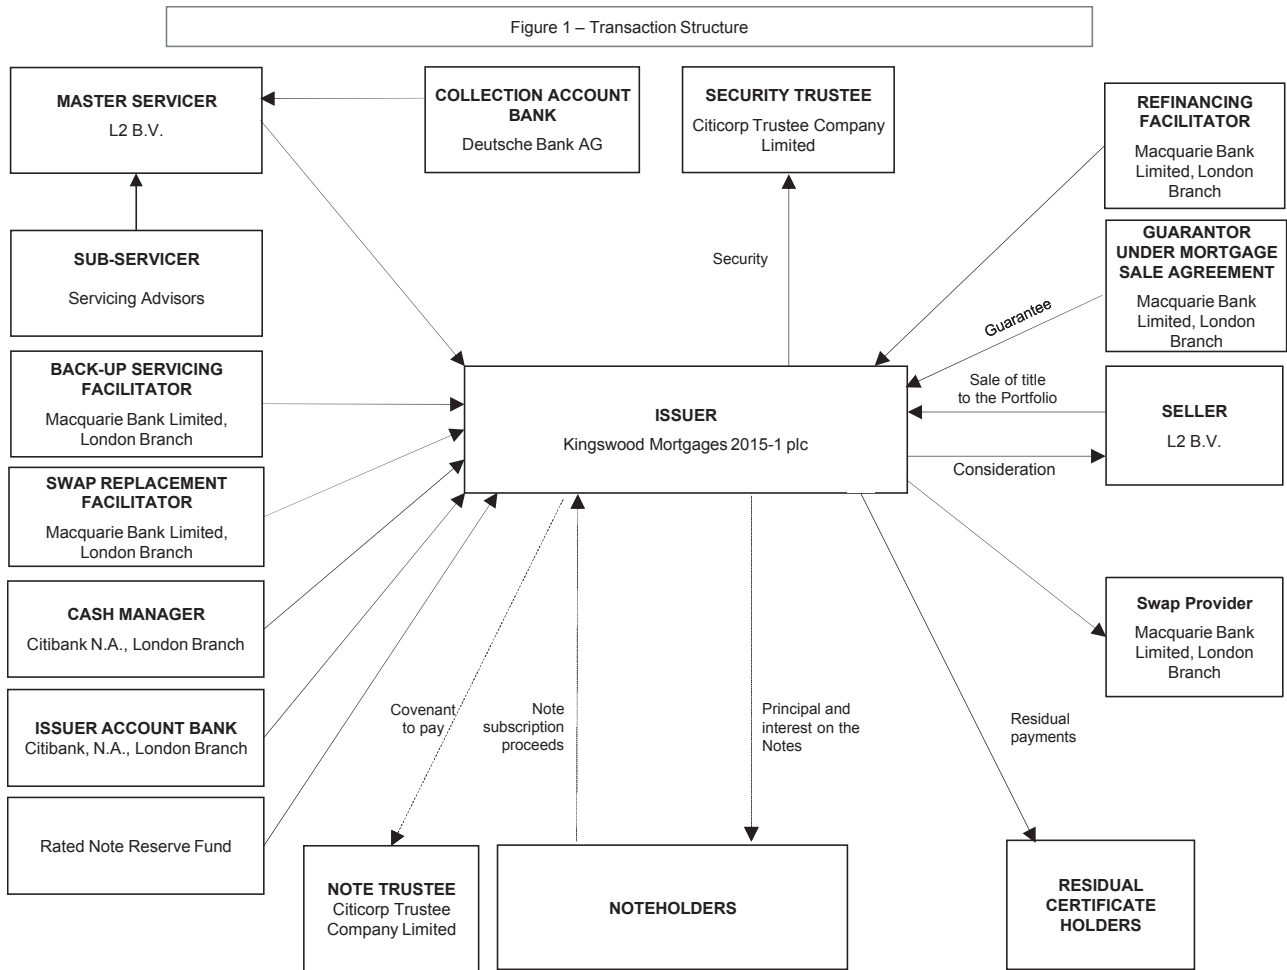 Figure 1 – Transaction Structure
MASTER SERVICER
L2 B.V.
COLLECTION ACCOUNT
BANK
Deutsche Bank AG
SECURITY TRUSTEE
Citicorp Trustee Company
Limited
REFINANCING
FACILITATOR
Macquarie Bank
Limited, London
Branch
SUB-SERVICER
Servicing Advisors
Security
GUARANTOR
UNDER MORTGAGE
SALE AGREEMENT
Macquarie Bank
Limited, London
Branch
Guarantee
BACK-UP SERVICING
FACILITATOR
Macquarie Bank Limited,
London Branch
ISSUER
Kingswood Mortgages 2015-1 plc
Sale of title
to the Portfolio
SELLER
L2 B.V.
Consideration
SWAP REPLACEMENT
FACILITATOR
Macquarie Bank Limited,
London Branch
CASH MANAGER
Citibank N.A., London Branch
Swap Provider
Macquarie Bank
Limited, London
Branch
ISSUER ACCOUNT BANK
Citibank, N.A., London Branch
Covenant
to pay
Note
subscription
proceeds
Principal and
interest on the
Notes
Residual
payments
Rated Note Reserve Fund
NOTE TRUSTEE
Citicorp Trustee
Company Limited
NOTEHOLDERS
RESIDUAL
CERTIFICATE
HOLDERS